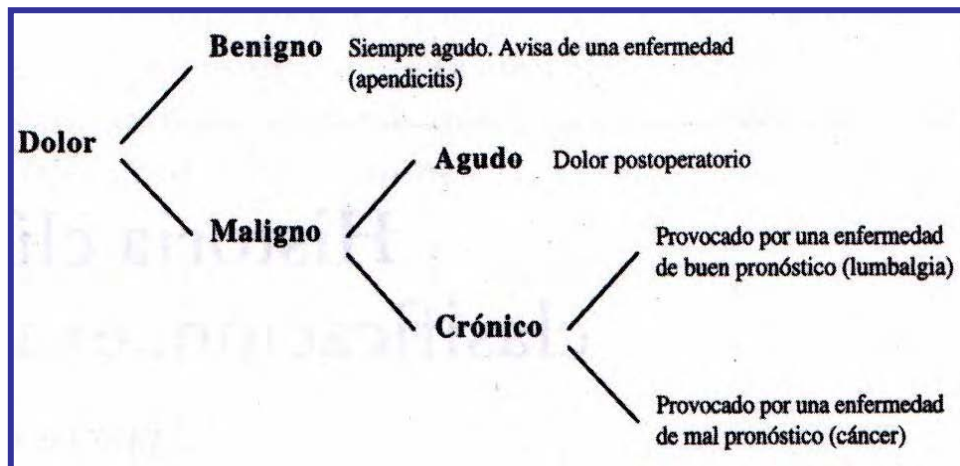 Benigno Siempre agudo. Avisa de una enfermedad
(apendicitis)
Dolor
Agudo Dolor postoperatorio
Maligno
Provocado por una enfermedad
de buen pronóstico (lumbalgia)
Crónico
Provocado por una enfermedad
de mal pronóstico (cáncer)